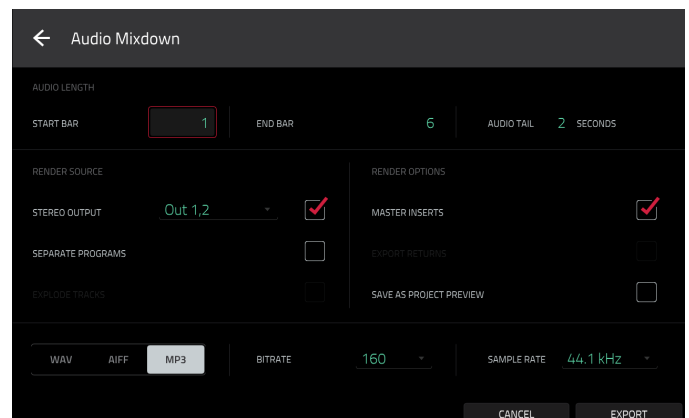 Audio Mixdown
AUDIO LENGTH
START BAR 1 END BAR 6 AUDIO TAIL 2 SECONDS
RENDER SOURCE RENDER OPTIONS
STEREO OUTPUT Out 1,2 MASTER INSERTS
SEPARATE PROGRAMS EXPORT RETURNS
EXPLODE TRACKS SAVE AS PROJECT PREVIEW
WAV AIFF MP3 BITRATE 160 SAMPLE RATE 44.1 kHz
CANCEL EXPORT